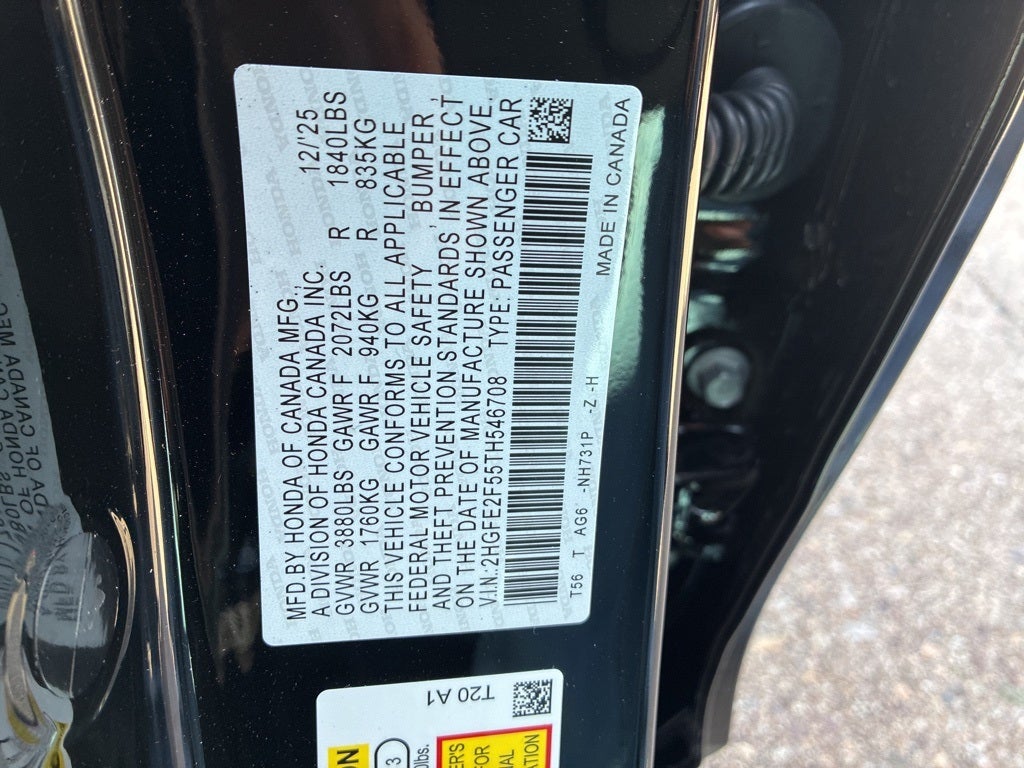 MFD.BY HONDA OF CANADA MFG., 12/'25
A DIVISION OF HONDA CANADA INC.
GVWR 3880LBS GAWR F 2072LBS R 1840LBS
GVWR 1760KG GAWR F 940KG R 835KG
THIS VEHICLE CONFORMS TO ALL APPLICABLE
FEDERAL MOTOR VEHICLE SAFETY, BUMPER,
AND THEFT PREVENTION STANDARDS, IN EFFECT
ON THE DATE OF MANUFACTURE SHOWN ABOVE.
V.I.N.:2HGFE2F55TH546708 TYPE: PASSENGER CAR
T56 T AG6 -NH731P -Z -H
MADE IN CANADA
T20 A1